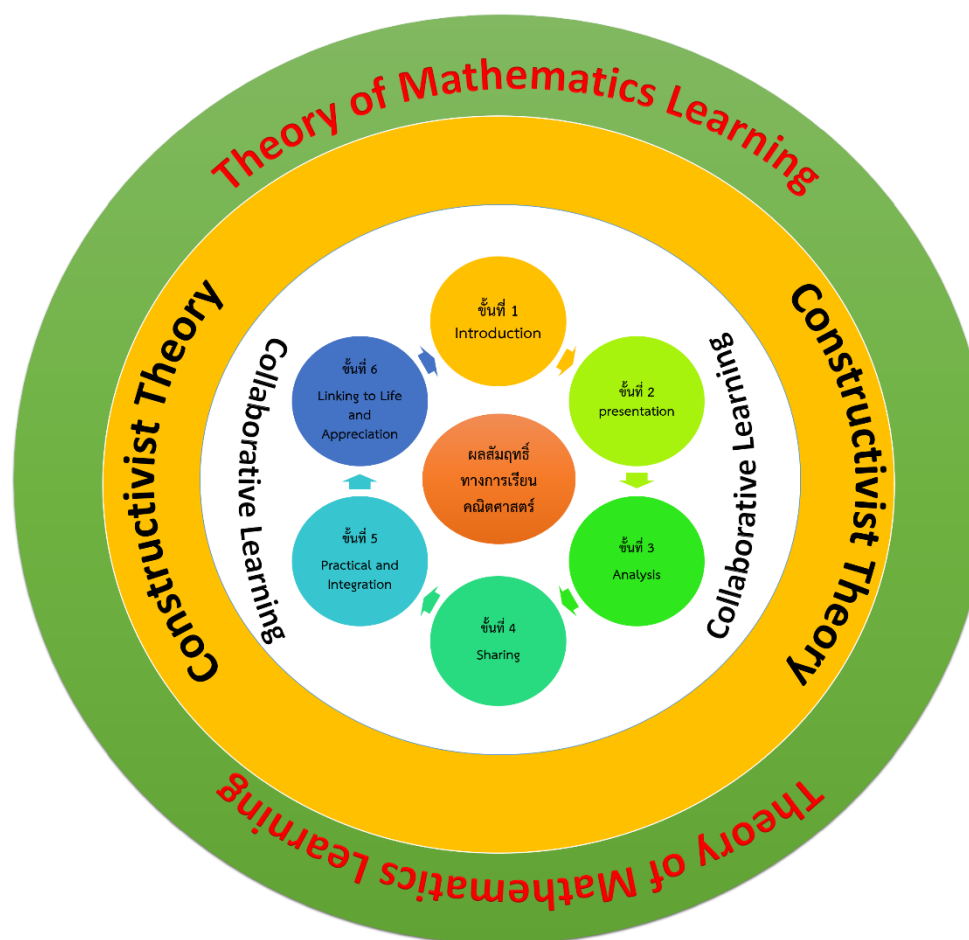 Theory of Mathematics Learning
Constructivist Theory
Constructivist Theory
Collaborative Learning
Collaborative Learning
ขั้นที่ 1
Introduction
ขั้นที่ 2
presentation
ขั้นที่ 3
Analysis
ขั้นที่ 4
Sharing
ขั้นที่ 5
Practical and
Integration
ขั้นที่ 6
Linking to Life
and
Appreciation
ผลสัมฤทธิ์
ทางการเรียน
คณิตศาสตร์
Theory of Mathematics Learning